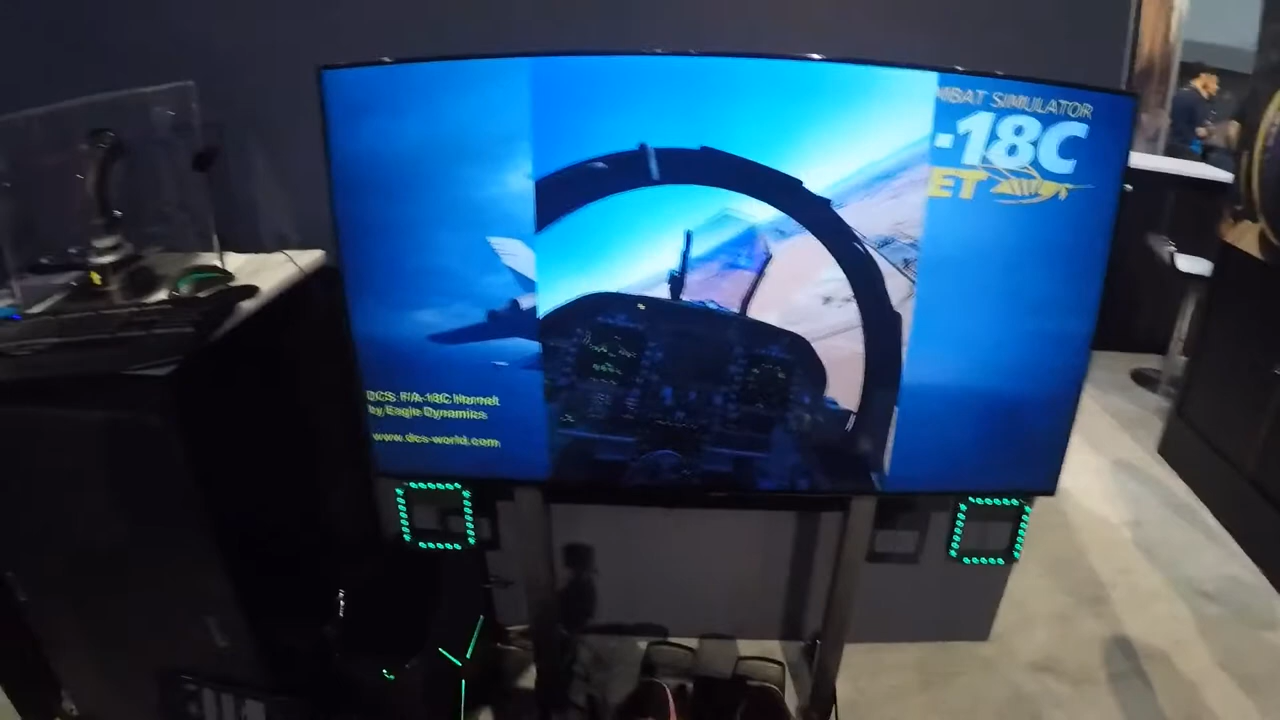 MBAT SIMULATOR
-18C
ET
DCS F/A-18C Hornet
by Eagle Dynamics
www.dcs-world.com